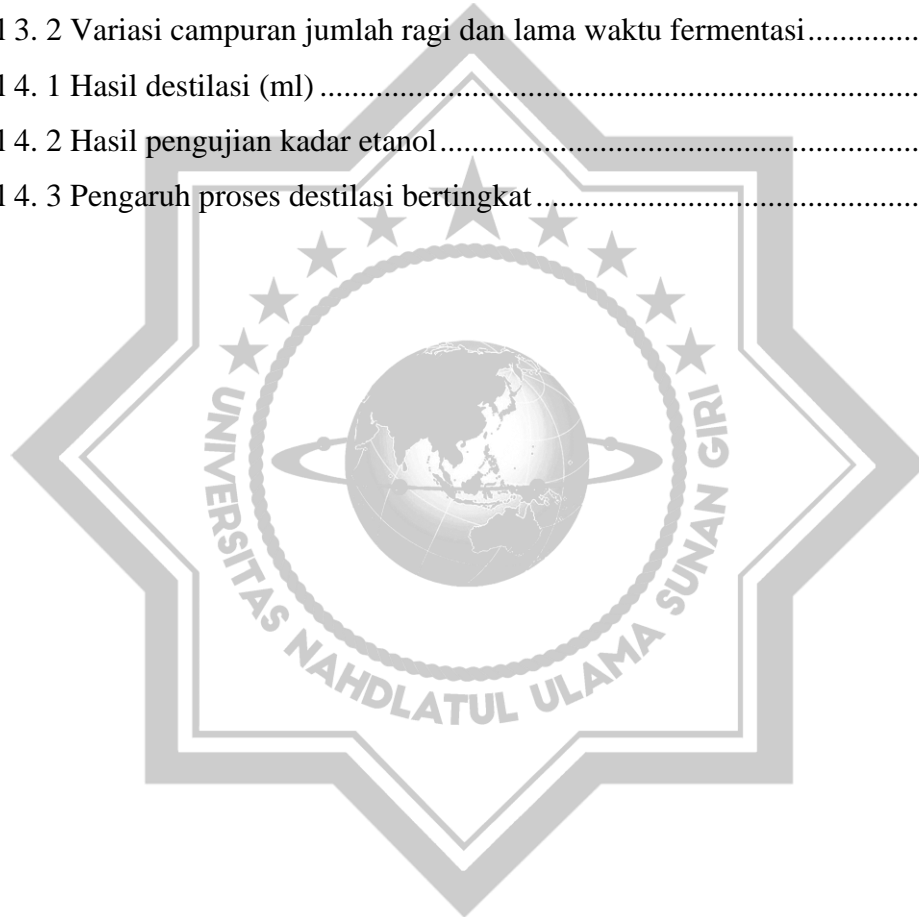 l 3. 2 Variasi campuran jumlah ragi dan lama waktu fermentasi..............
l 4. 1 Hasil destilasi (ml)........................................................................
l 4. 2 Hasil pengujian kadar etanol..........................................................
l 4. 3 Pengaruh proses destilasi bertingkat..............................................
UNIVERSITAS NAHDLATUL ULAMA SUNAN GIRI